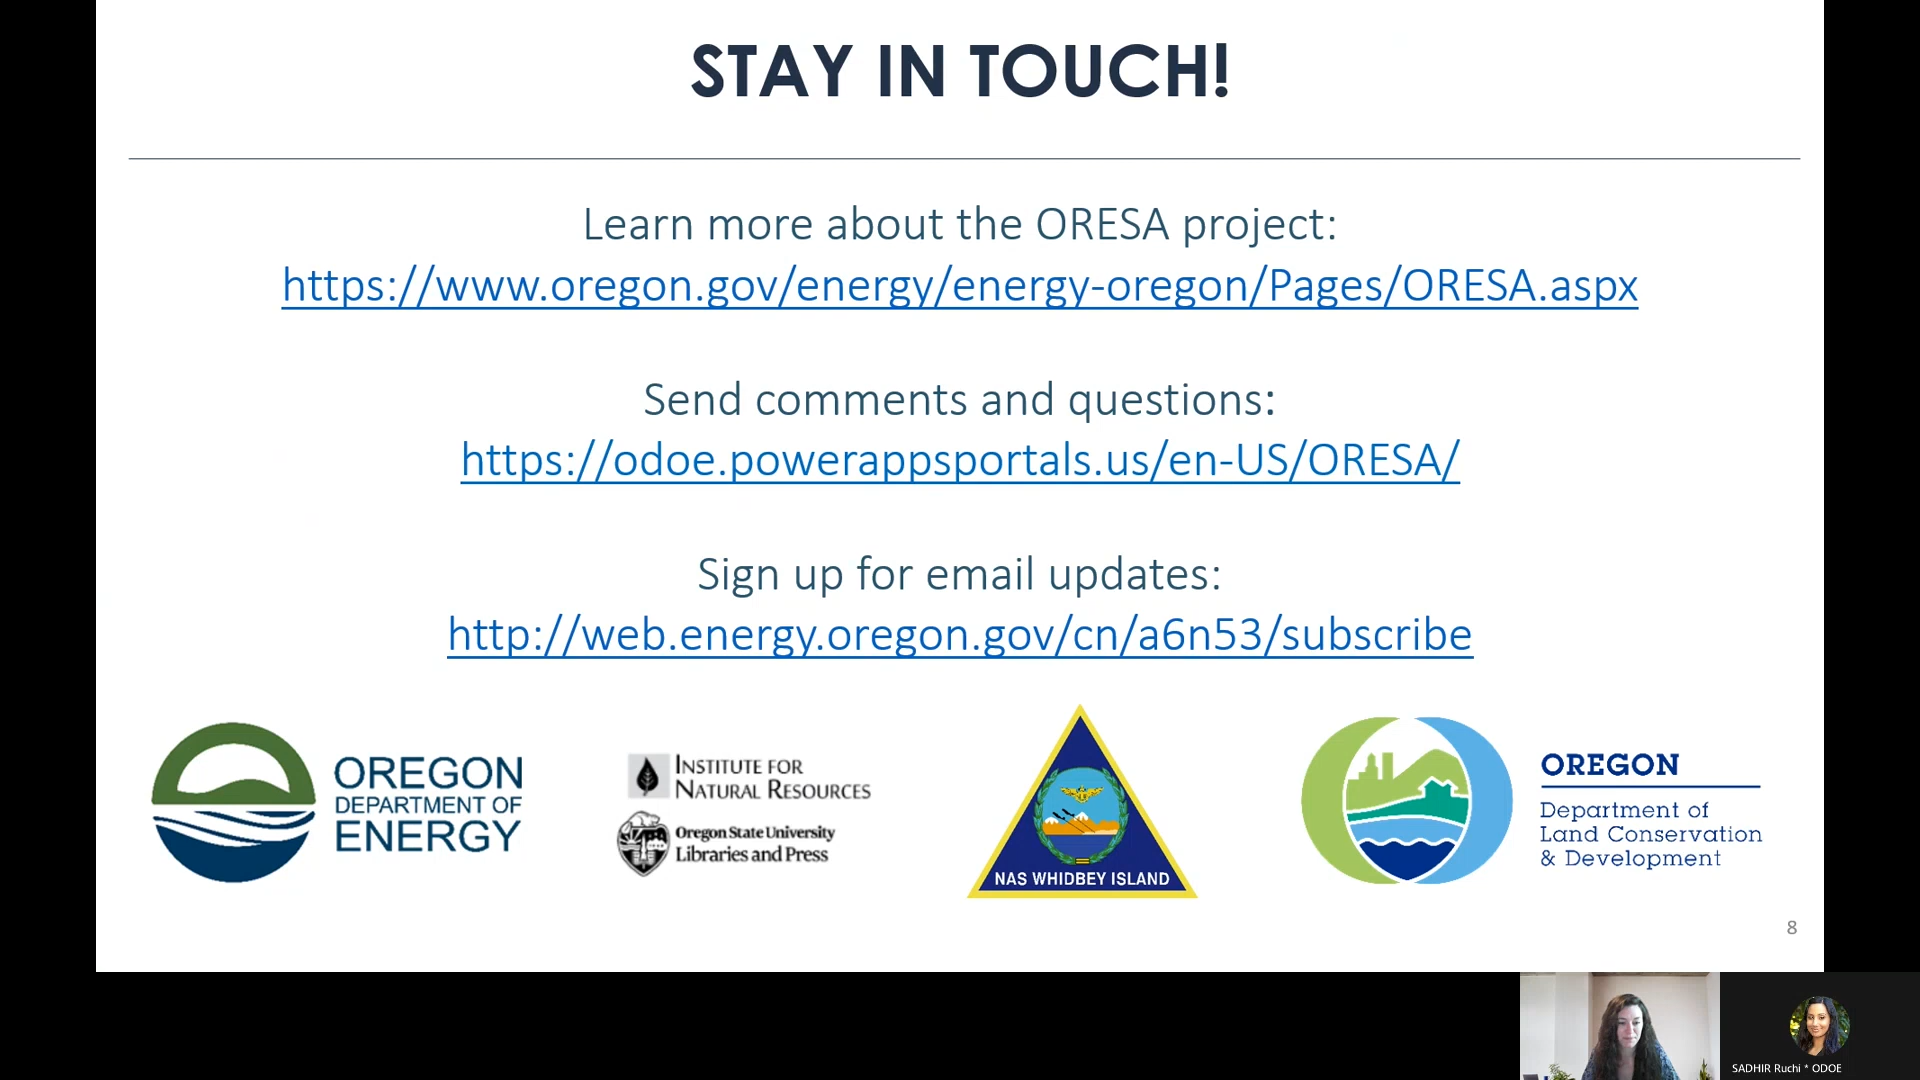 STAY IN TOUCH!
Learn more about the ORESA project:
https://www.oregon.gov/energy/energy-oregon/Pages/ORESA.aspx
Send comments and questions:
https://odoe.powerappsportals.us/en-US/ORESA/
Sign up for email updates:
http://web.energy.oregon.gov/cn/a6n53/subscribe
OREGON
DEPARTMENT OF
ENERGY
INSTITUTE FOR
NATURAL RESOURCES
Oregon State University
Libraries and Press
NAS WHIDBEY ISLAND
OREGON
Department of
Land Conservation
& Development
8
SADHIR Ruchi * ODOE